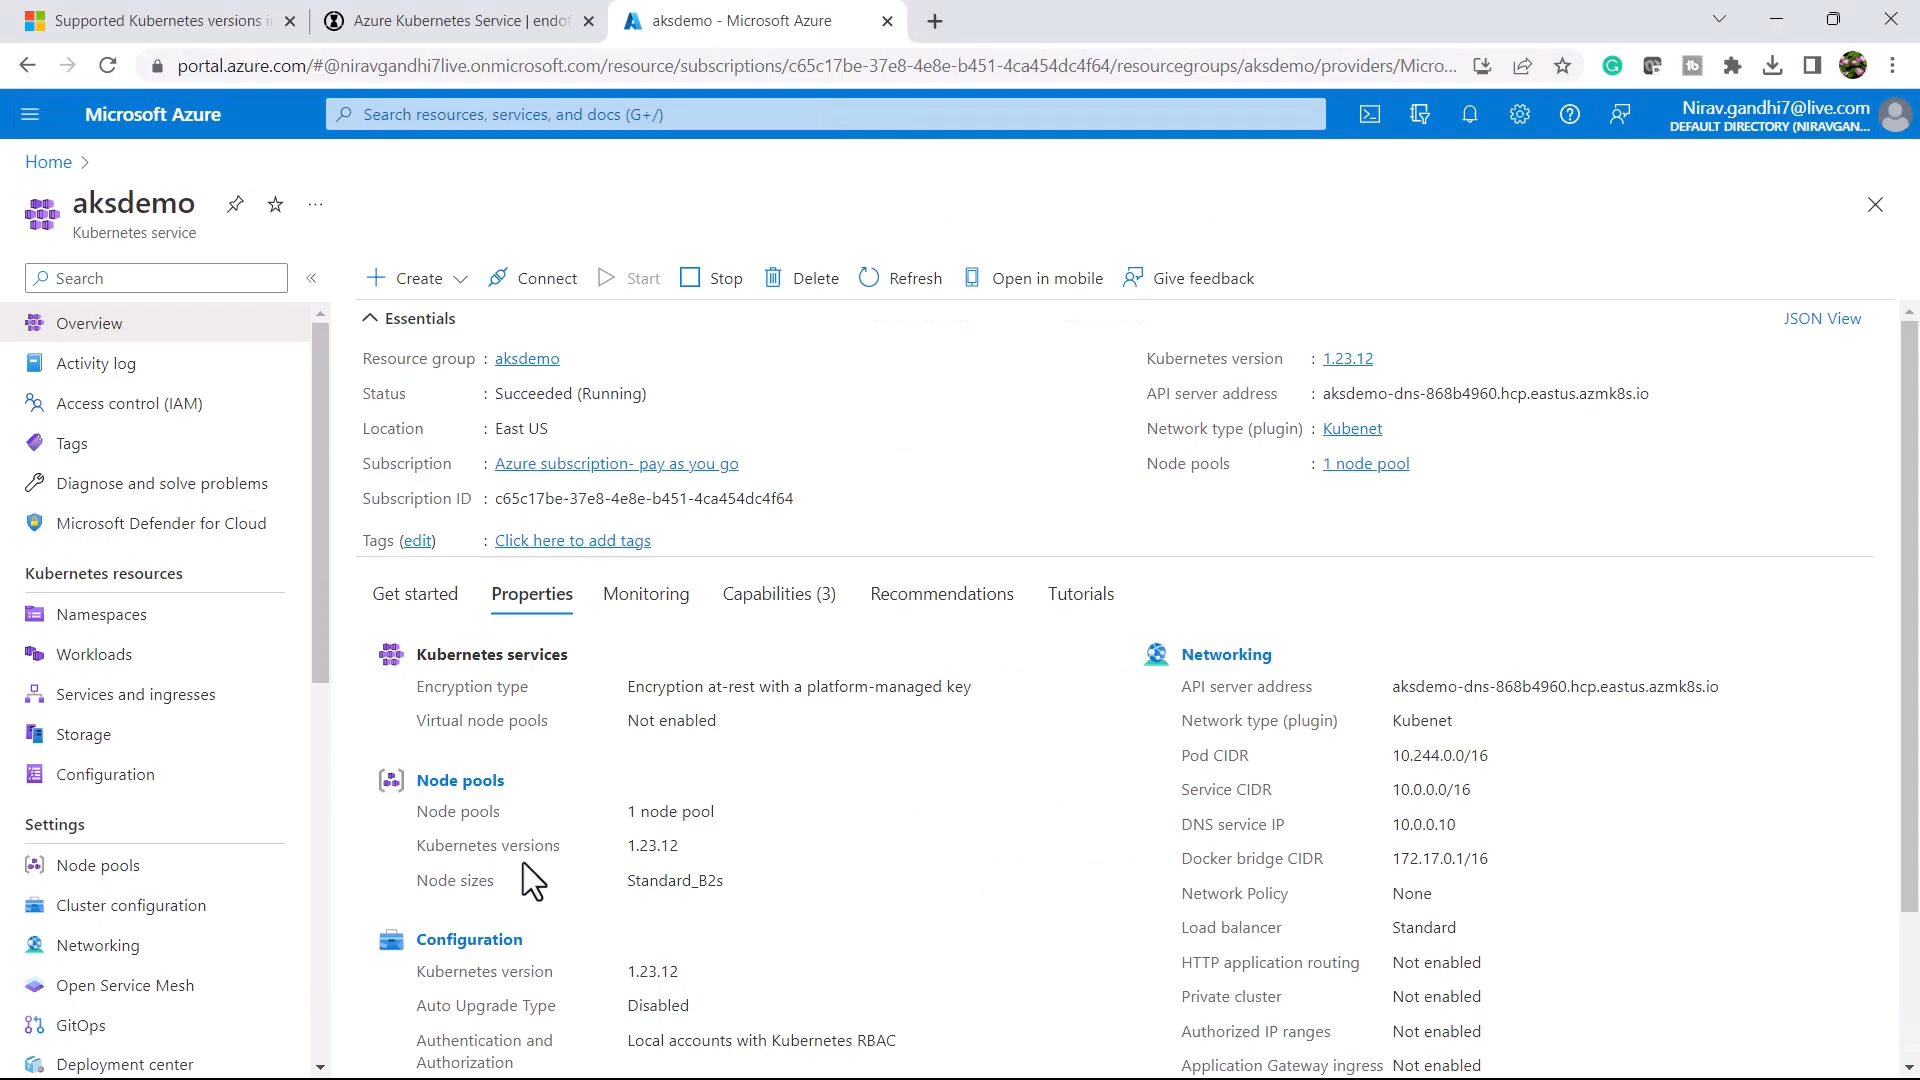 Supported Kubernetes versions i
Azure Kubernetes Service | endof
aksdemo - Microsoft Azure
portal.azure.com/#@niravgandhi7live.onmicrosoft.com/resource/subscriptions/c65c17be-37e8-4e8e-b451-4ca454dc4f64/resourcegroups/aksdemo/providers/Micro...
Microsoft Azure
Search resources, services, and docs (G+/)
Nirav.gandhi7@live.com
DEFAULT DIRECTORY (NIRAVGAN...
Home >
aksdemo
...
Kubernetes service
Search
«
Create
Connect
Start
Stop
Delete
Refresh
Open in mobile
Give feedback
Overview
Activity log
Access control (IAM)
Tags
Diagnose and solve problems
Microsoft Defender for Cloud
Kubernetes resources
Namespaces
Workloads
Services and ingresses
Storage
Configuration
Settings
Node pools
Cluster configuration
Networking
Open Service Mesh
GitOps
Deployment center
Essentials
JSON View
Resource group : aksdemo
Status : Succeeded (Running)
Location : East US
Subscription : Azure subscription- pay as you go
Subscription ID : c65c17be-37e8-4e8e-b451-4ca454dc4f64
Tags (edit) : Click here to add tags
Kubernetes version : 1.23.12
API server address : aksdemo-dns-868b4960.hcp.eastus.azmk8s.io
Network type (plugin) : Kubenet
Node pools : 1 node pool
Get started
Properties
Monitoring
Capabilities (3)
Recommendations
Tutorials
Kubernetes services
Encryption type Encryption at-rest with a platform-managed key
Virtual node pools Not enabled
Node pools
Node pools 1 node pool
Kubernetes versions 1.23.12
Node sizes Standard_B2s
Configuration
Kubernetes version 1.23.12
Auto Upgrade Type Disabled
Authentication and Local accounts with Kubernetes RBAC
Authorization
Networking
API server address aksdemo-dns-868b4960.hcp.eastus.azmk8s.io
Network type (plugin) Kubenet
Pod CIDR 10.244.0.0/16
Service CIDR 10.0.0.0/16
DNS service IP 10.0.0.10
Docker bridge CIDR 172.17.0.1/16
Network Policy None
Load balancer Standard
HTTP application routing Not enabled
Private cluster Not enabled
Authorized IP ranges Not enabled
Application Gateway ingress Not enabled